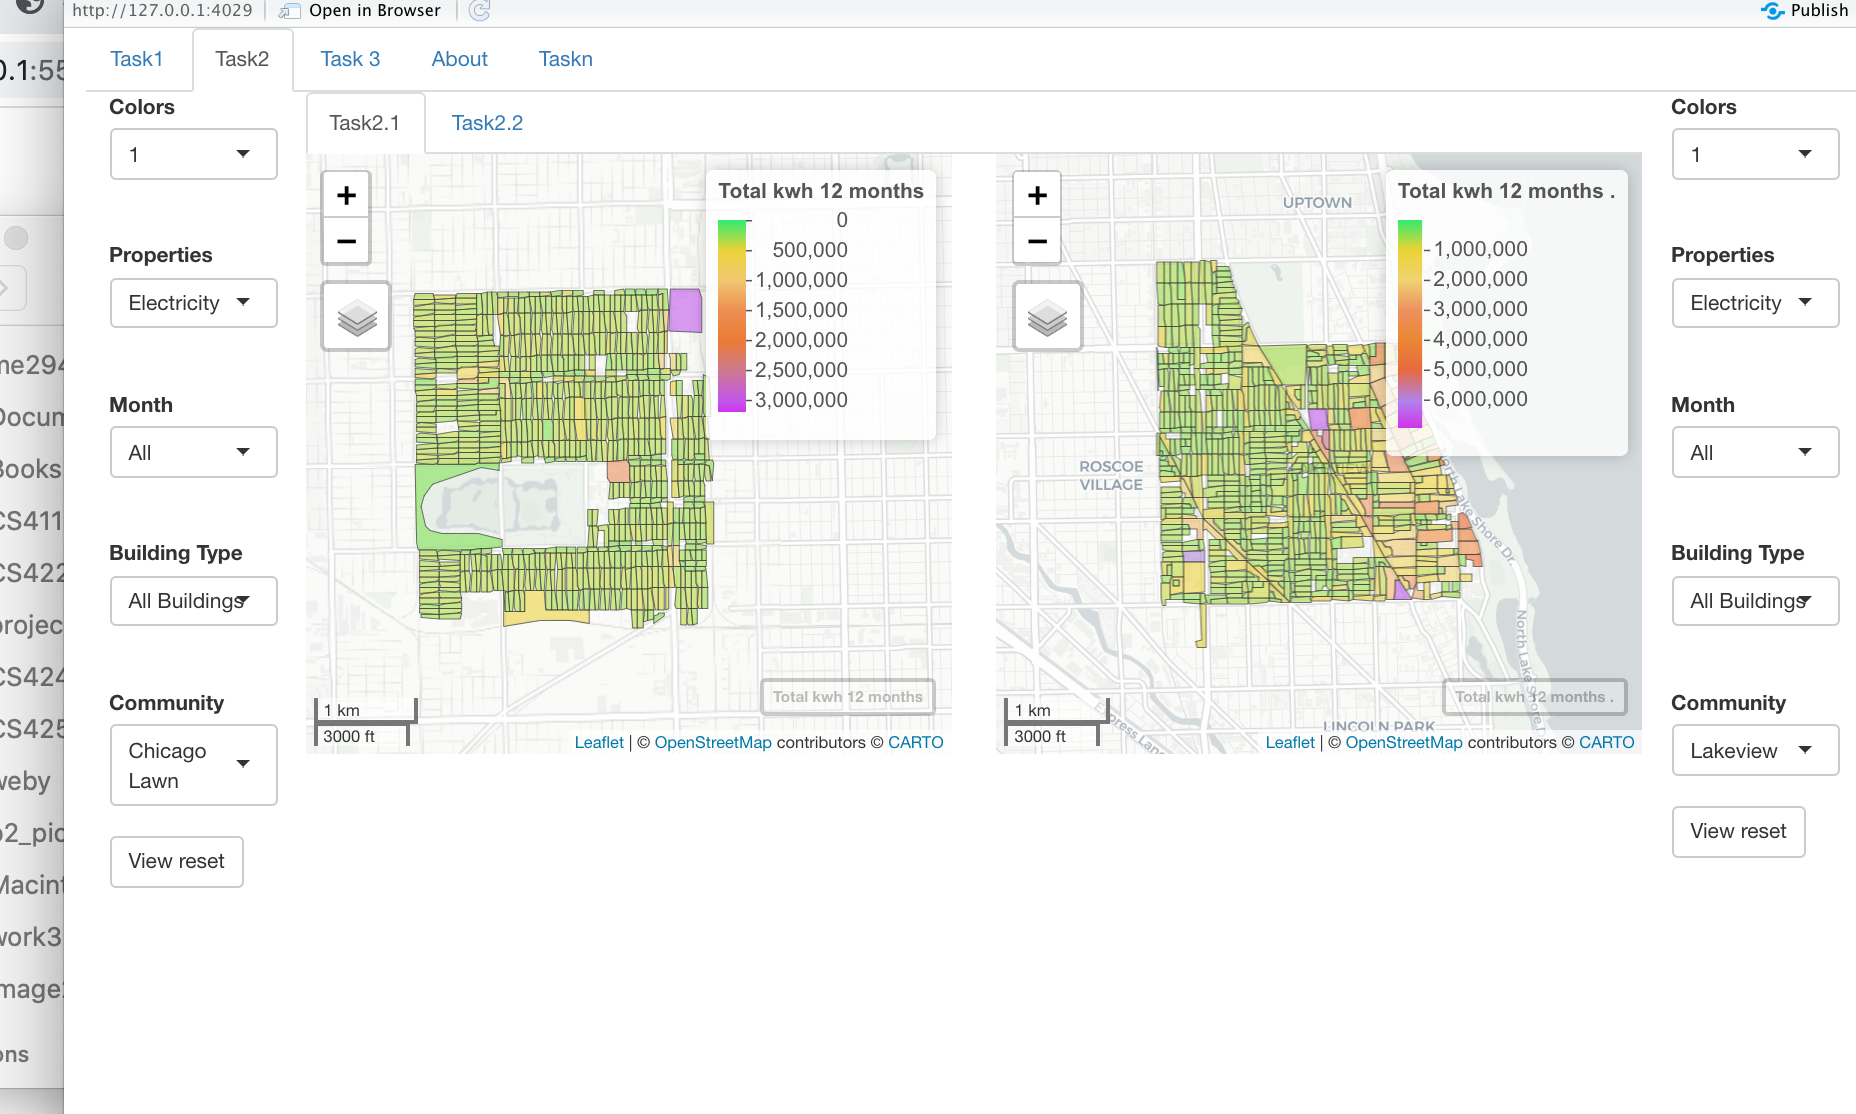 http://127.0.0.1:4029
Open in Browser
Publish
0.1:55
Task1
Task2
Task 3
About
Taskn
Colors
1
Properties
Electricity
Month
All
Building Type
All Buildings
Community
Chicago
Lawn
View reset
Task2.1
Task2.2
+
−
Total kwh 12 months
0
500,000
1,000,000
1,500,000
2,000,000
2,500,000
3,000,000
Total kwh 12 months
1 km
3000 ft
Leaflet | © OpenStreetMap contributors © CARTO
+
−
UPTOWN
ROSCOE
VILLAGE
Total kwh 12 months .
1,000,000
2,000,000
3,000,000
4,000,000
5,000,000
6,000,000
Lake Shore Dr
North Lake Shore
LINCOLN PARK
Express Lan
Total kwh 12 months .
1 km
3000 ft
Leaflet | © OpenStreetMap contributors © CARTO
Colors
1
Properties
Electricity
Month
All
Building Type
All Buildings
Community
Lakeview
View reset
me294
Docum
Books
CS411
CS422
projec
CS424
CS425
weby
p2_pic
Macint
work3
mage
ons